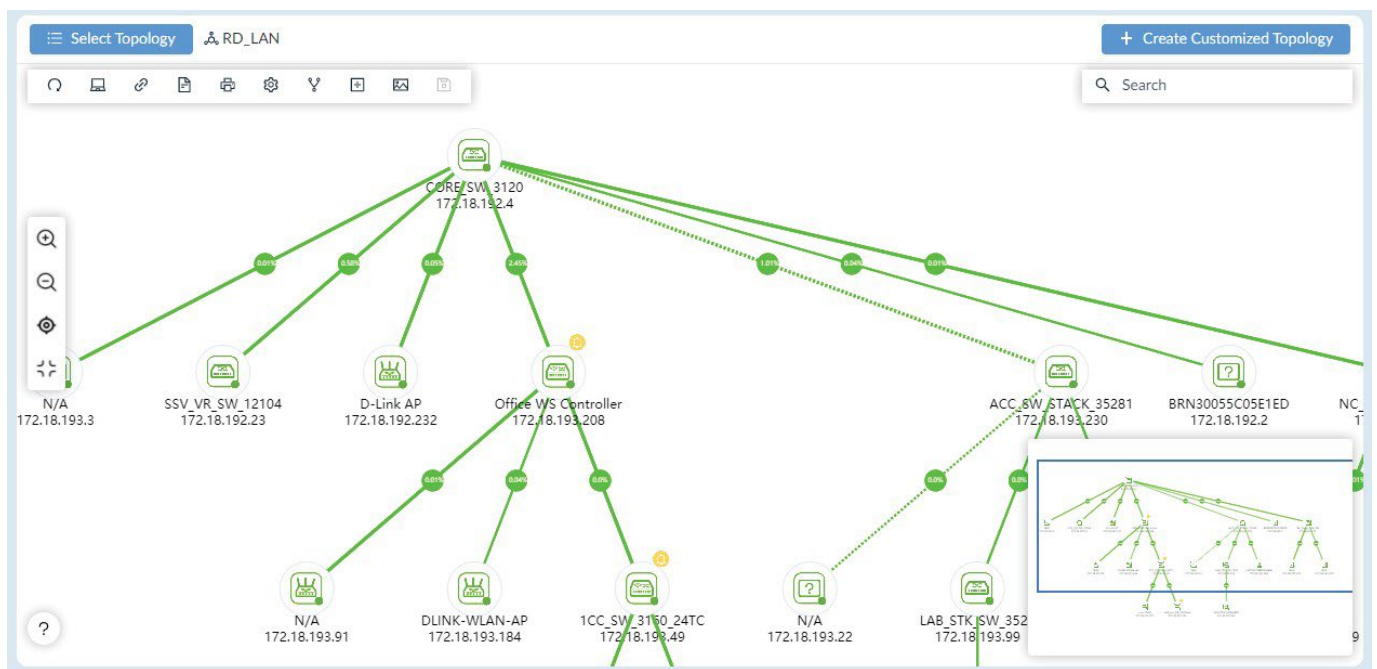 Select Topology
RD_LAN
+ Create Customized Topology
Search
CORE_SW_3120
172.18.192.4
0.01%
0.58%
0.05%
2.45%
1.01%
0.04%
0.01%
N/A
172.18.193.3
SSV_VR_SW_12104
172.18.192.23
D-Link AP
172.18.192.232
Office WS Controller
172.18.193.208
ACC_SW_STACK_35281
172.18.193.230
BRN30055C05E1ED
172.18.192.2
NC_
0.01%
0.04%
0.0%
0.0%
0.0%
N/A
172.18.193.91
DLINK-WLAN-AP
172.18.193.184
1CC_SW_3150_24TC
172.18.193.49
N/A
172.18.193.22
LAB_STK_SW_352
172.18.193.99
?
9